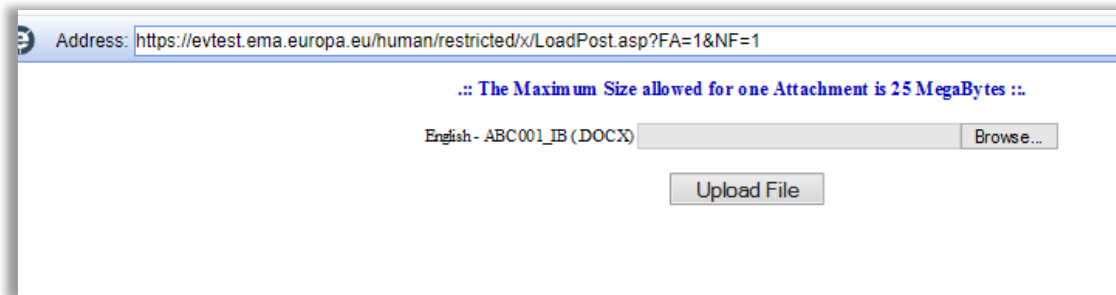 Address: https://evtest.ema.europa.eu/human/restricted/x/LoadPost.asp?FA=1&NF=1
.:: The Maximum Size allowed for one Attachment is 25 MegaBytes ::.
English - ABC001_IB (.DOCX) Browse...
Upload File